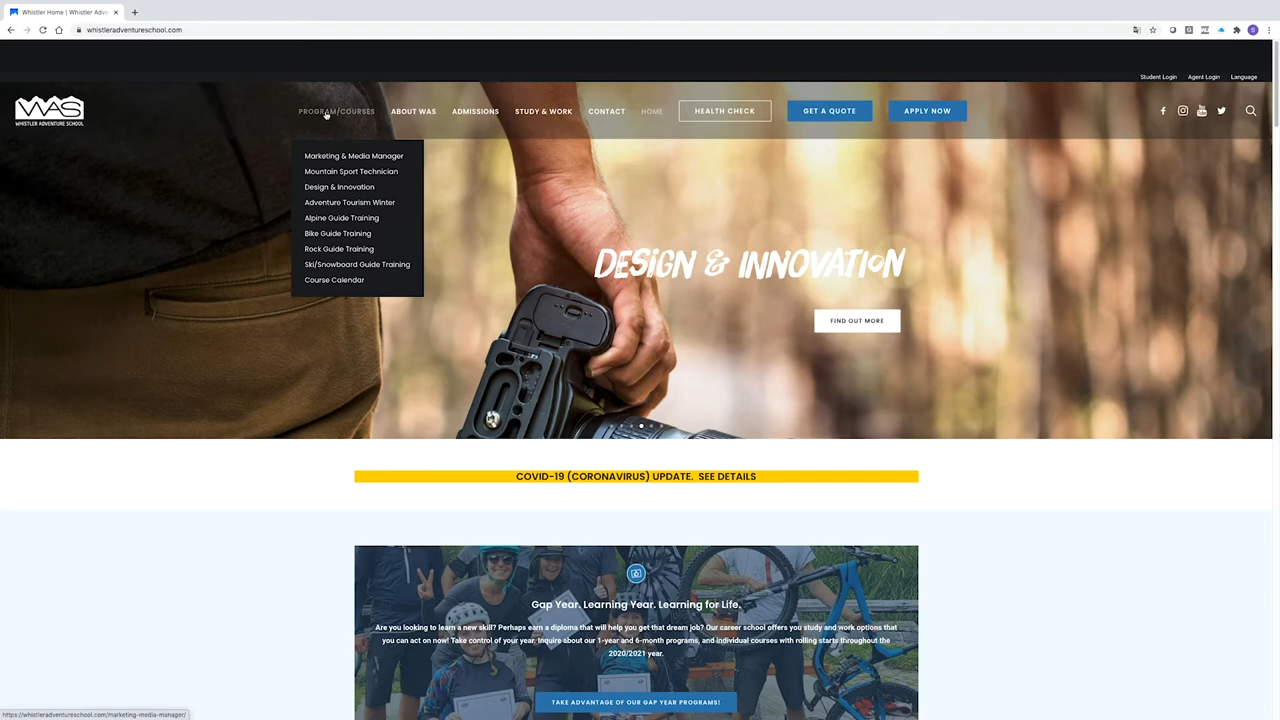 Whistler Home | Whistler Adve
whistleradventureschool.com
Student Login Agent Login Language
WAS
WHISTLER ADVENTURE SCHOOL
PROGRAM/COURSES ABOUT WAS ADMISSIONS STUDY & WORK CONTACT HOME HEALTH CHECK GET A QUOTE APPLY NOW
Marketing & Media Manager
Mountain Sport Technician
Design & Innovation
Adventure Tourism Winter
Alpine Guide Training
Bike Guide Training
Rock Guide Training
Ski/Snowboard Guide Training
Course Calendar
DESIGN & INNOVATION
FIND OUT MORE
COVID-19 (CORONAVIRUS) UPDATE. SEE DETAILS
Gap Year. Learning Year. Learning for Life.
Are you looking to learn a new skill? Perhaps earn a diploma that will help you get that dream job? Our career school offers you study and work options that
you can act on now! Take control of your year. Inquire about our 1-year and 6-month programs, and individual courses with rolling starts throughout the
2020/2021 year.
TAKE ADVANTAGE OF OUR GAP YEAR PROGRAMS!
https://whistleradventureschool.com/marketing-media-manager/